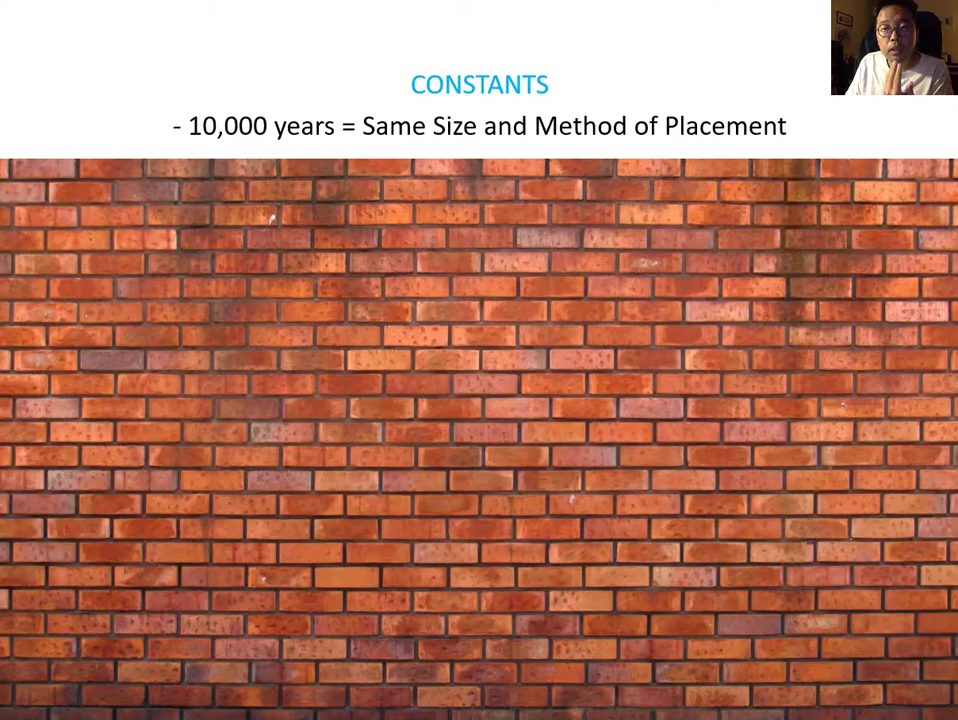 CONSTANTS
- 10,000 years = Same Size and Method of Placement